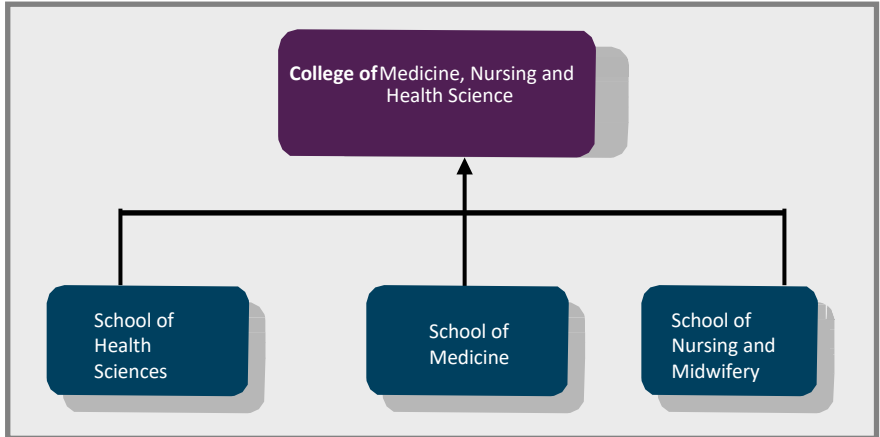 College of Medicine, Nursing and
Health Science
School of
Health
Sciences
School of
Medicine
School of
Nursing and
Midwifery